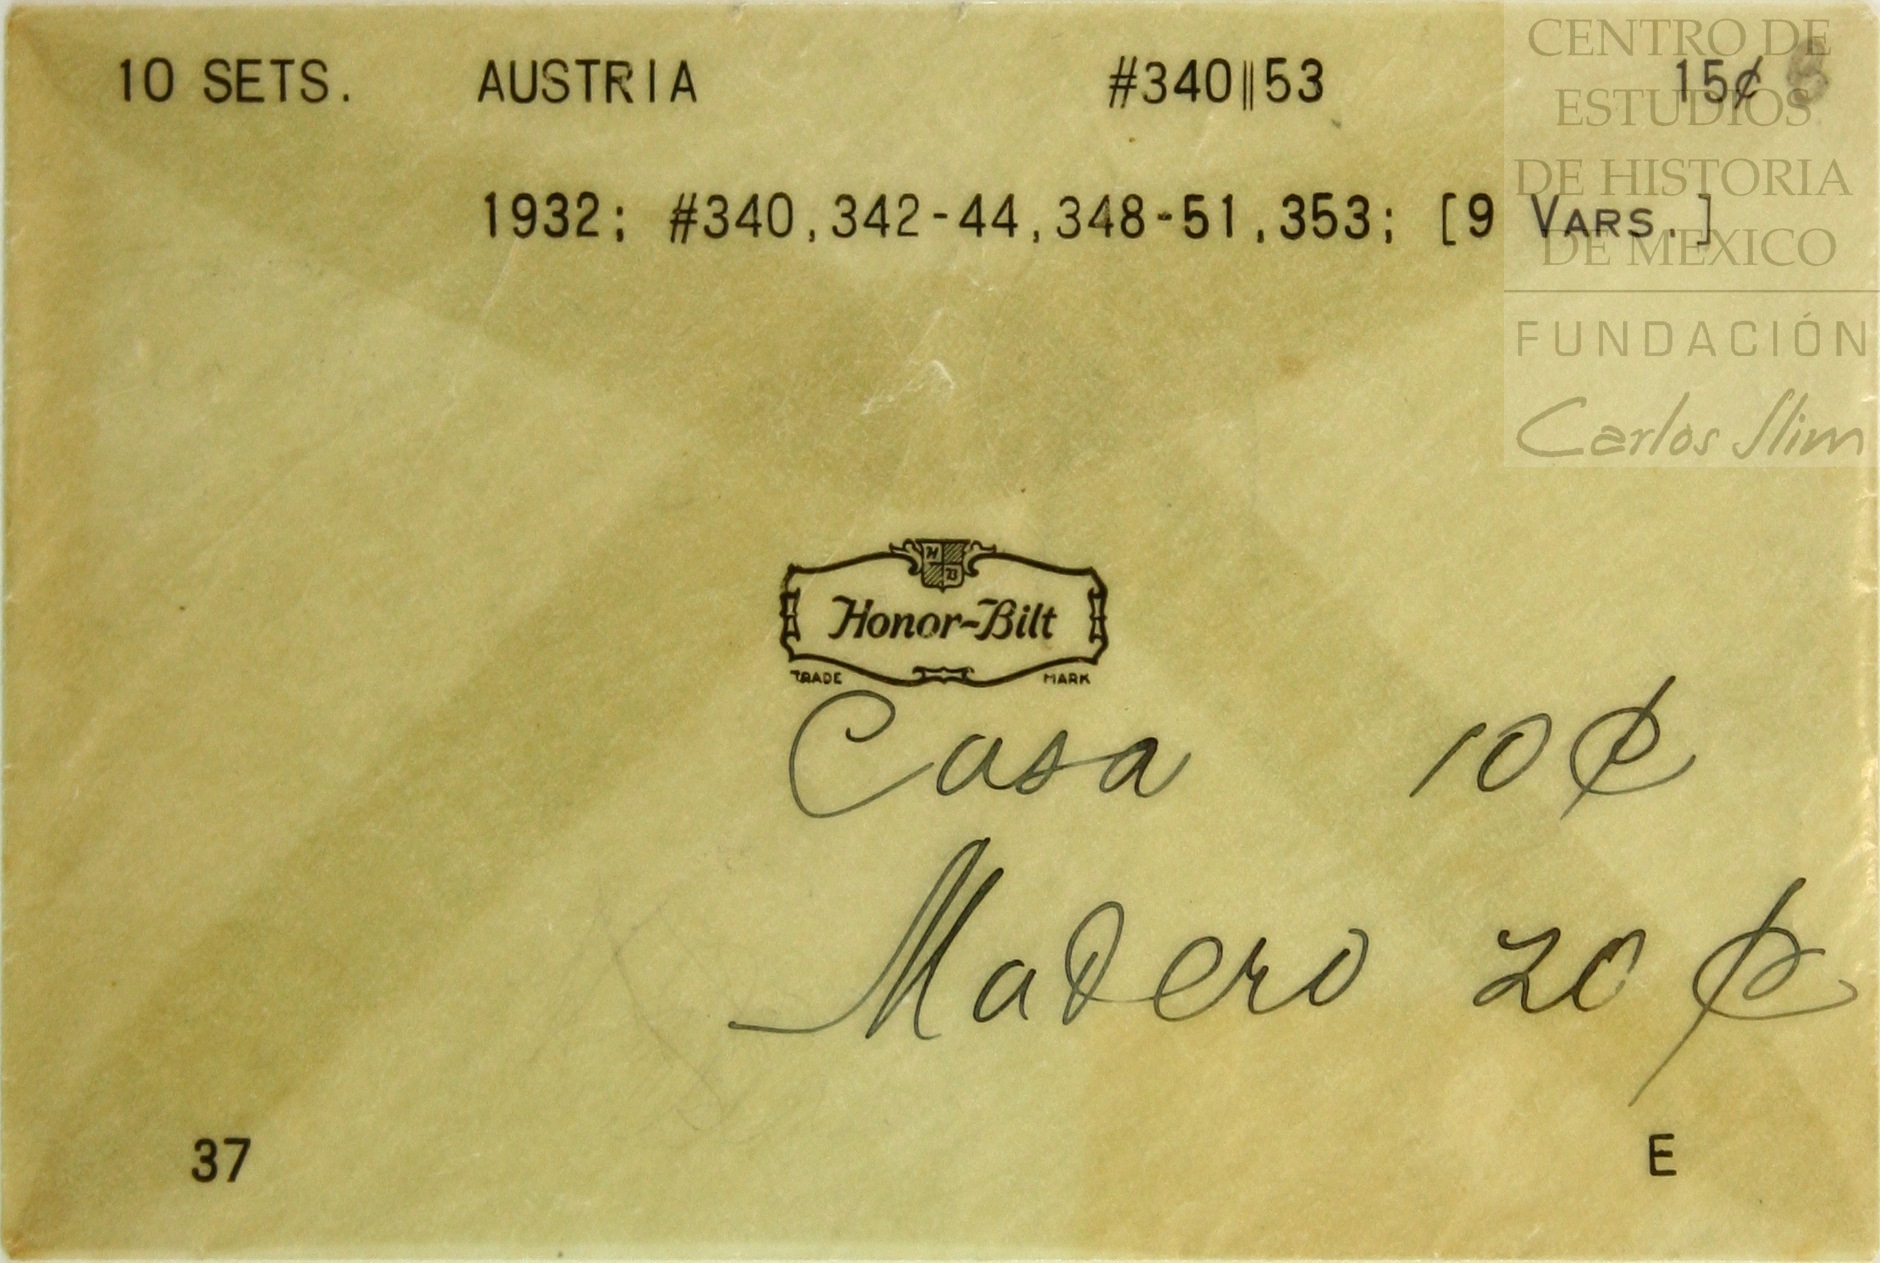 10 SETS. AUSTRIA #340||53 15¢
1932; #340,342-44,348-51,353; [9 VARS.]
CENTRO DE
ESTUDIOS
DE HISTORIA
DE MEXICO
FUNDACIÓN
Carlos Slim
H
B
Honor-Bilt
TRADE MARK
Casa 10¢
Madero 20¢
37 E